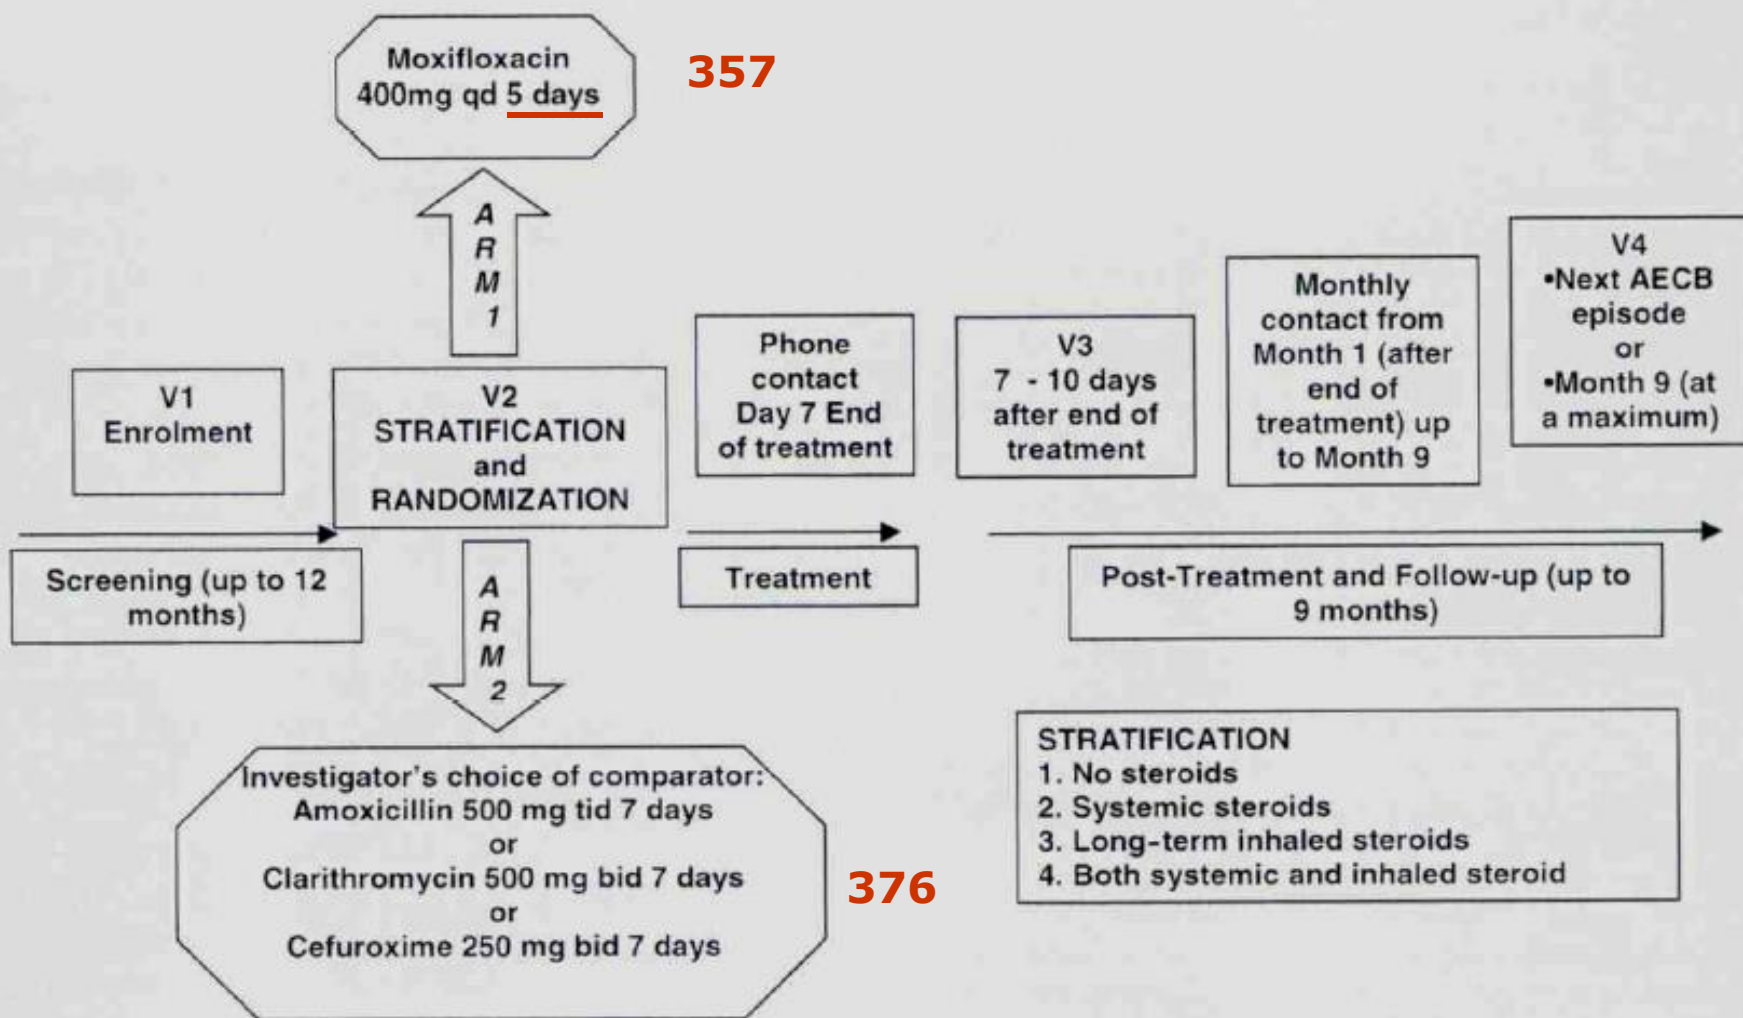 Moxifloxacin
400mg qd 5 days
357
A
R
M
1
V1
Enrolment
V2
STRATIFICATION
and
RANDOMIZATION
Phone
contact
Day 7 End
of treatment
V3
7 - 10 days
after end of
treatment
Monthly
contact from
Month 1 (after
end of
treatment) up
to Month 9
V4
•Next AECB
episode
or
•Month 9 (at
a maximum)
Screening (up to 12
months)
Treatment
Post-Treatment and Follow-up (up to
9 months)
A
R
M
2
Investigator's choice of comparator:
Amoxicillin 500 mg tid 7 days
or
Clarithromycin 500 mg bid 7 days
or
Cefuroxime 250 mg bid 7 days
376
STRATIFICATION
1. No steroids
2. Systemic steroids
3. Long-term inhaled steroids
4. Both systemic and inhaled steroid